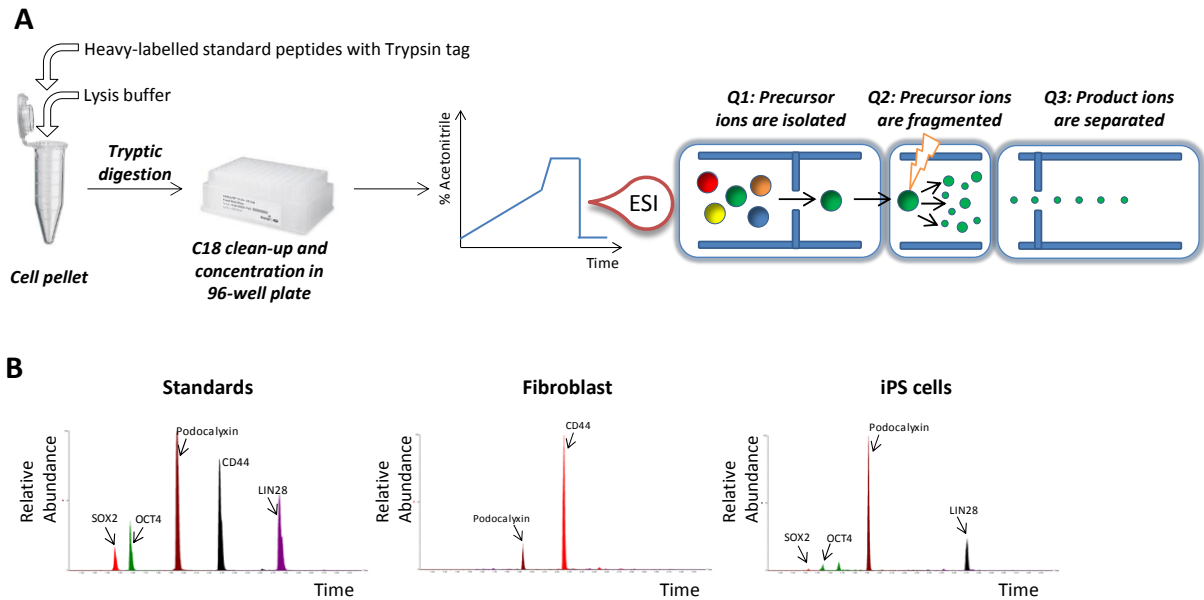 A
Heavy-labelled standard peptides with Trypsin tag
Lysis buffer
Tryptic
digestion
Cell pellet
C18 clean-up and
concentration in
96-well plate
% Acetonitrile
Time
ESI
Q1: Precursor
ions are isolated
Q2: Precursor ions
are fragmented
Q3: Product ions
are separated
B
Standards
Relative
Abundance
SOX2
OCT4
Podocalyxin
CD44
LIN28
Time
Fibroblast
Relative
Abundance
Podocalyxin
CD44
Time
iPS cells
Relative
Abundance
SOX2
OCT4
Podocalyxin
LIN28
Time